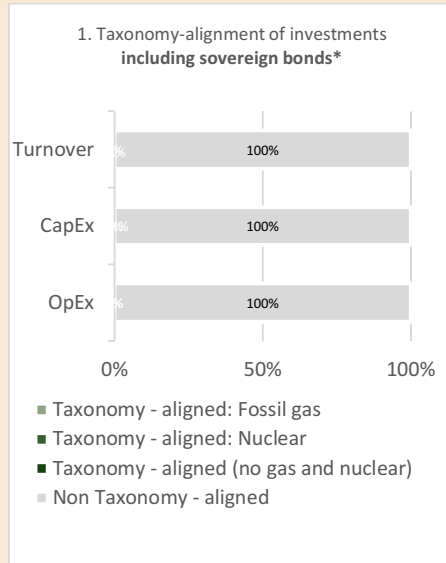 1. Taxonomy-alignment of investments
including sovereign bonds*
Turnover
100%
CapEx
100%
OpEx
100%
0%
50%
100%
Taxonomy - aligned: Fossil gas
Taxonomy - aligned: Nuclear
Taxonomy - aligned (no gas and nuclear)
Non Taxonomy - aligned